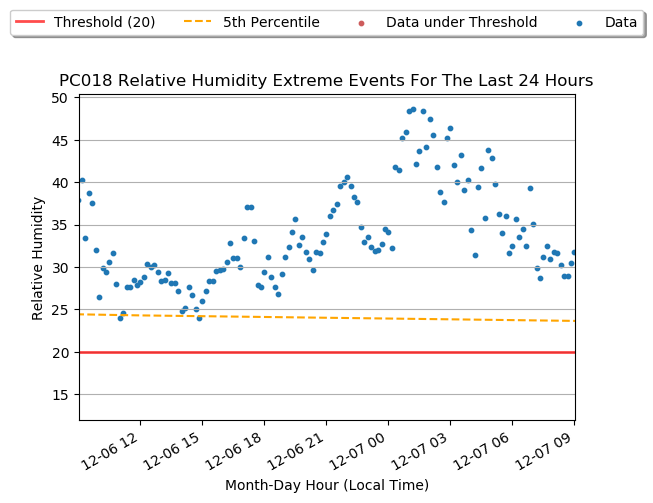 Threshold (20)
5th Percentile
Data under Threshold
Data
PC018 Relative Humidity Extreme Events For The Last 24 Hours
50
45
40
35
30
25
20
15
Relative Humidity
12-06 12
12-06 15
12-06 18
12-06 21
12-07 00
12-07 03
12-07 06
12-07 09
Month-Day Hour (Local Time)